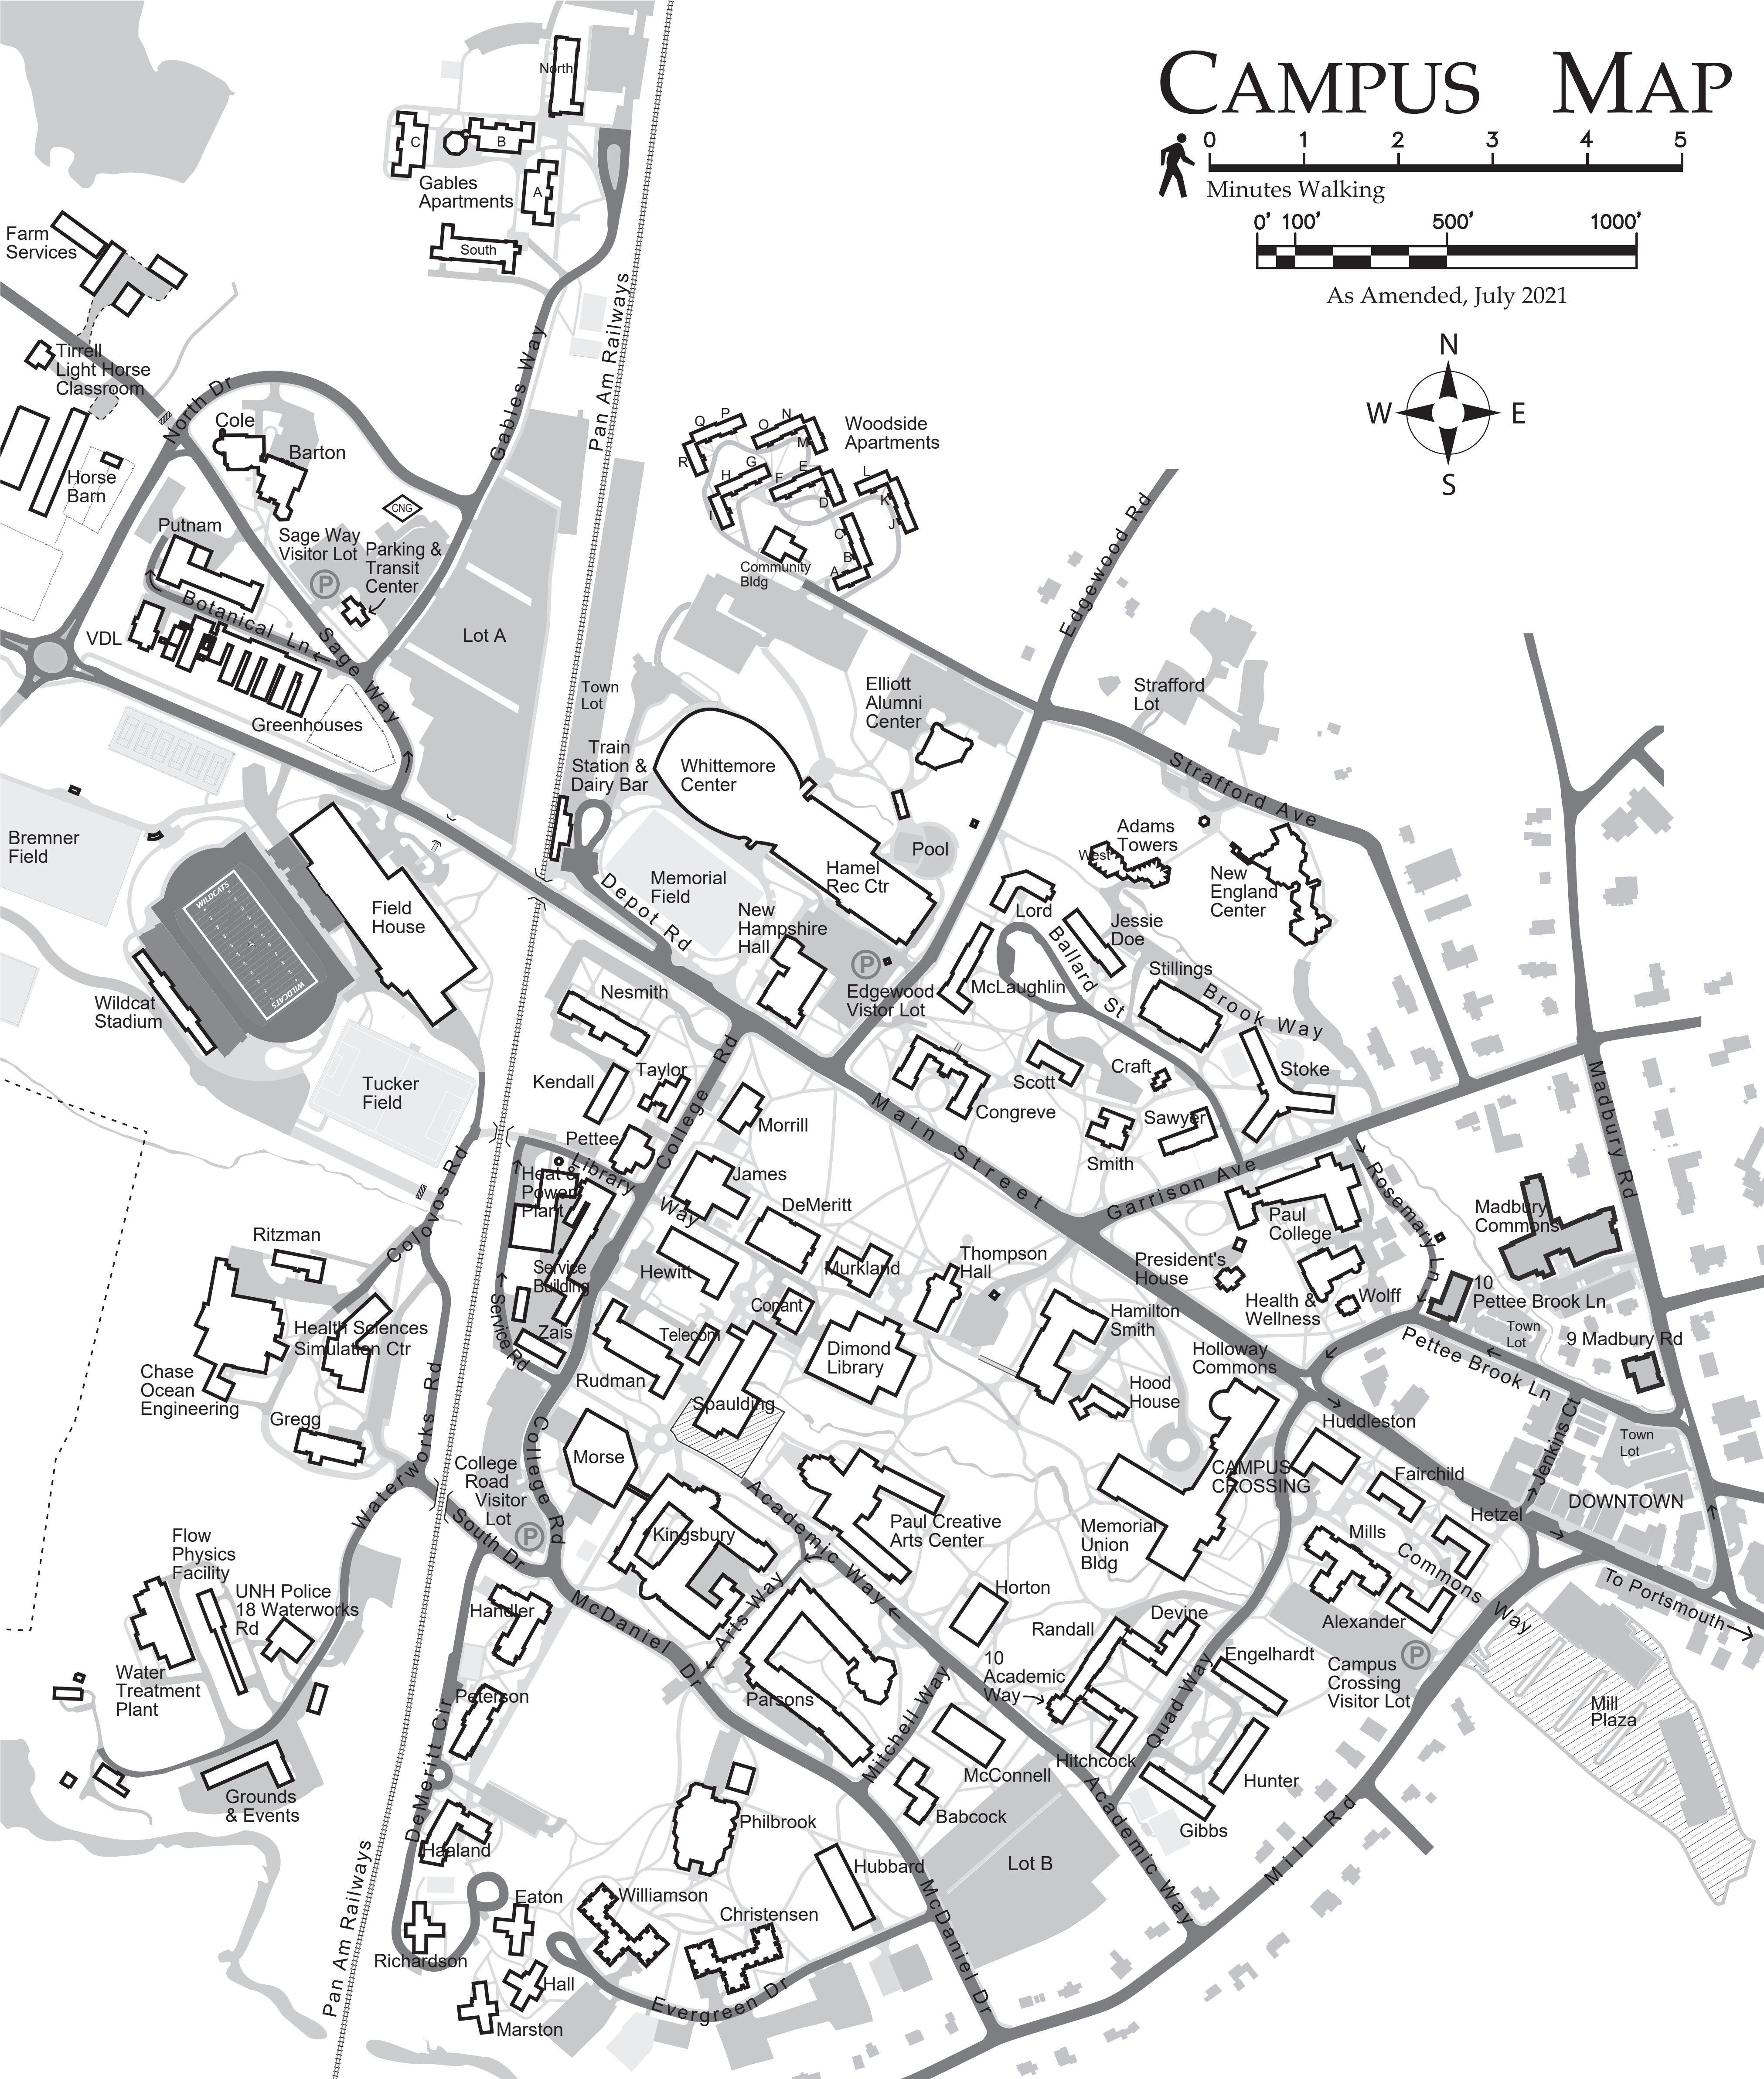 CAMPUS MAP
0 1 2 3 4 5
Minutes Walking
0' 100' 500' 1000'
As Amended, July 2021
N
W E
S
North
C
B
A
Gables
Apartments
South
Farm
Services
Pan Am Railways
Gables Way
Tirrell
Light Horse
Classroom
North Dr
Cole
Barton
Horse
Barn
CNG
Putnam
Sage Way
Visitor Lot
P
Parking &
Transit
Center
Botanical Ln
Sage Way
VDL
Greenhouses
Lot A
Q
P
O
N
M
R
H
G
F
E
D
I
L
K
J
C
B
A
Woodside
Apartments
Community
Bldg
Edgewood Rd
Town
Lot
Train
Station &
Dairy Bar
Whittemore
Center
Elliott
Alumni
Center
Strafford
Lot
Strafford Ave
Bremner
Field
WILDCATS
WILDCATS
Wildcat
Stadium
Field
House
Depot Rd
Memorial
Field
New
Hampshire
Hall
Hamel
Rec Ctr
Pool
P
Edgewood
Vistor Lot
Adams
Towers
West
New
England
Center
Lord
Jessie
Doe
Ballard St
McLaughlin
Stillings
Brook Way
Tucker
Field
Nesmith
Kendall
Taylor
College Rd
Morrill
Pettee
Library Way
Heat &
Power
Plant
James
DeMeritt
Main Street
Congreve
Scott
Craft
Smith
Sawyer
Stoke
Garrison Ave
Madbury Rd
Rosemary Ln
Paul
College
Madbury
Commons
Colovos Rd
Ritzman
Service
Building
Hewitt
Murkland
Thompson
Hall
President's
House
Health &
Wellness
Wolff
10
Pettee Brook Ln
Town
Lot
9 Madbury Rd
Pettee Brook Ln
Service Rd
Zais
Conant
Telecom
Dimond
Library
Hamilton
Smith
Holloway
Commons
Health Sciences
Simulation Ctr
Chase
Ocean
Engineering
Gregg
Waterworks Rd
Rudman
Spaulding
Hood
House
Huddleston
Jenkins Ct
Town
Lot
Fairchild
DOWNTOWN
Hetzel
CAMPUS
CROSSING
College
Road
Visitor
Lot
P
College Rd
South Dr
Morse
Kingsbury
Academic Way
Paul Creative
Arts Center
Memorial
Union
Bldg
Mills
Commons Way
To Portsmouth
Alexander
Flow
Physics
Facility
UNH Police
18 Waterworks
Rd
Water
Treatment
Plant
Handler
McDaniel Dr
Arts Way
Horton
Randall
Devine
10
Academic
Way
Engelhardt
Campus
Crossing
Visitor Lot
P
Mill
Plaza
Peterson
Parsons
Mitchell Way
Quad Way
Hitchcock
McConnell
Hunter
Grounds
& Events
DeMeritt Cir
Philbrook
Babcock
Academic Way
Gibbs
Mill Rd
Haaland
Hubbard
Lot B
Pan Am Railways
Eaton
Williamson
Christensen
McDaniel Dr
Richardson
Hall
Evergreen Dr
Marston